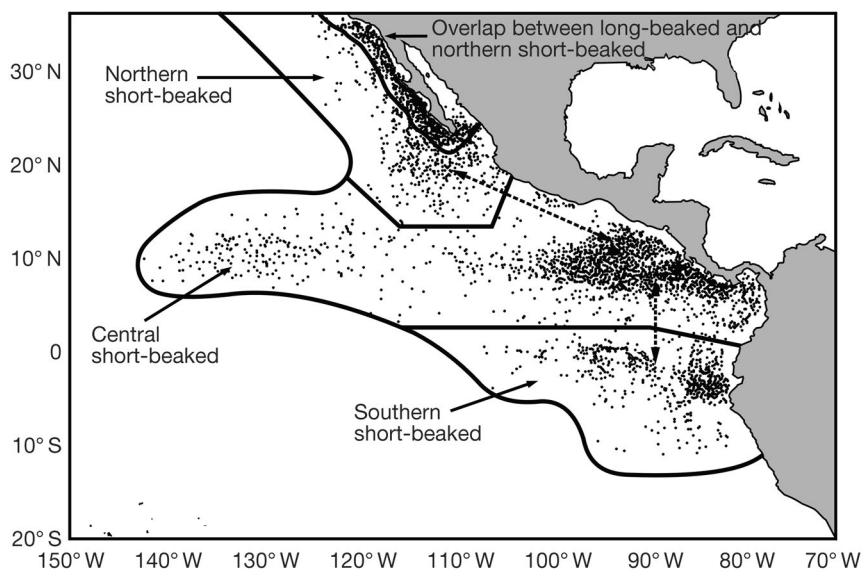 Overlap between long-beaked and
northern short-beaked
Northern
short-beaked
Central
short-beaked
Southern
short-beaked
30° N
20° N
10° N
0
10° S
20° S
150° W 140° W 130° W 120° W 110° W 100° W 90° W 80° W 70° W